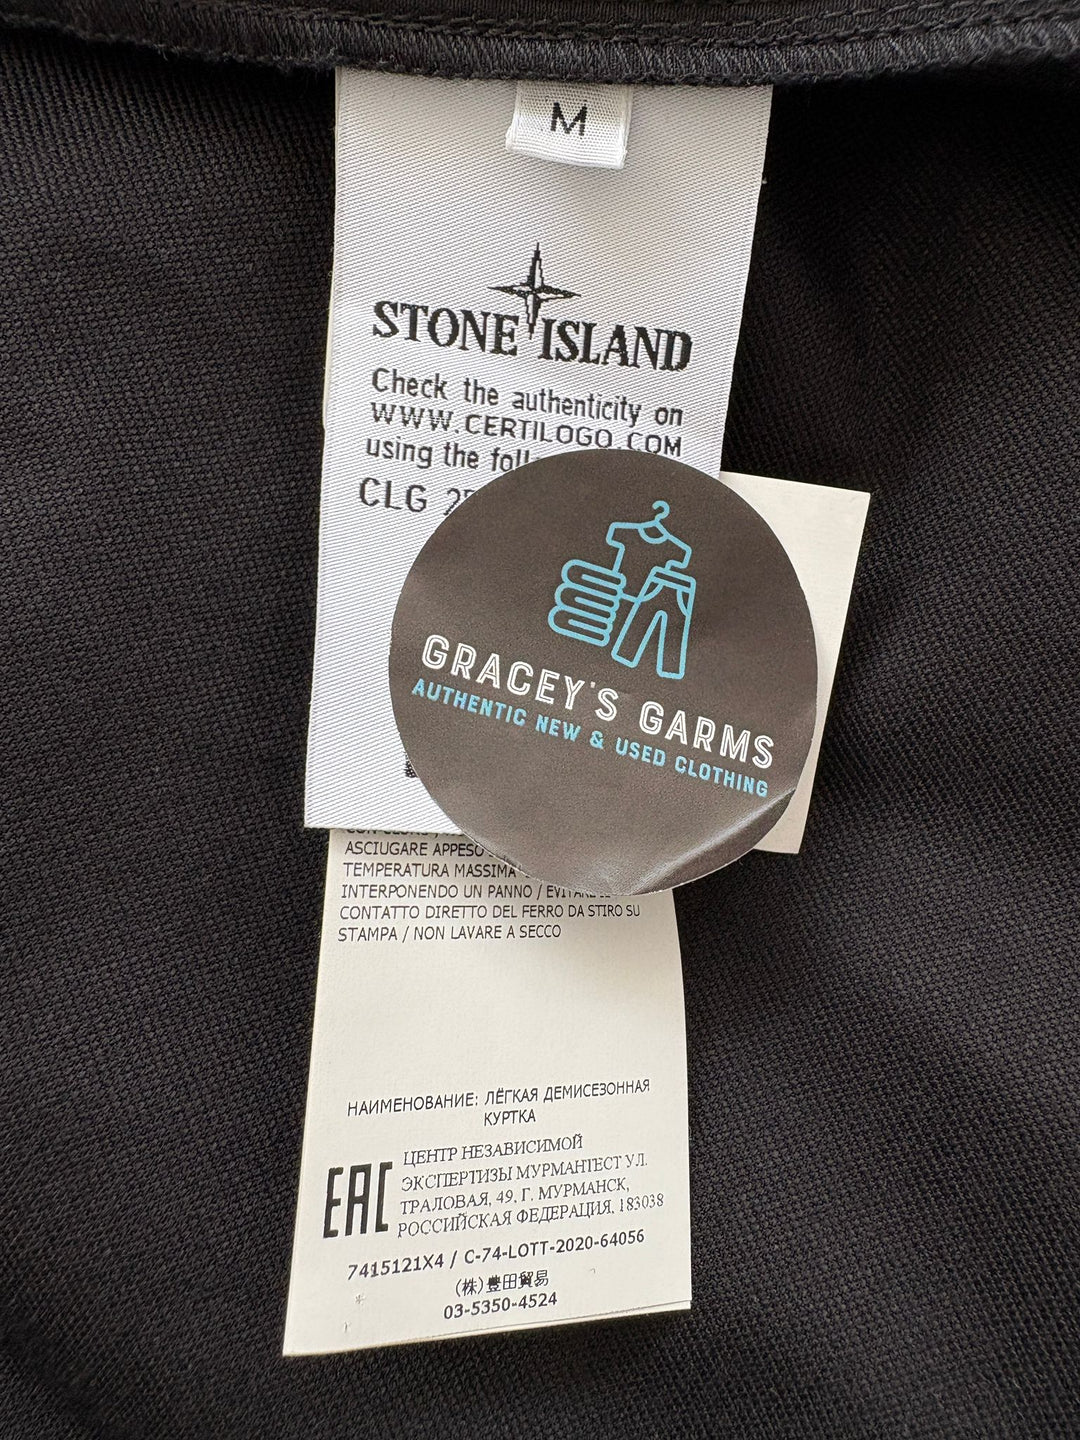 M
STONE ISLAND
Check the authenticity on
WWW.CERTILOGO.COM
using the
CLG
GRACEY'S GARMS
AUTHENTIC NEW & USED CLOTHING
ASCIUGARE APPESO
TEMPERATURA MASSIMA
INTERPONENDO UN PANNO / EVITARE IL
CONTATTO DIRETTO DEL FERRO DA STIRO SU
STAMPA / NON LAVARE A SECCO
НАИМЕНОВАНИЕ: ЛЁГКАЯ ДЕМИСЕЗОННАЯ
КУРТКА
EAC
ЦЕНТР НЕЗАВИСИМОЙ
ЭКСПЕРТИЗЫ МУРМАНТЕСТ УЛ.
ТРАЛОВАЯ, 49, Г. МУРМАНСК,
РОССИЙСКАЯ ФЕДЕРАЦИЯ, 183038
7415121X4 / C-74-LOTT-2020-64056
(株)豊田貿易
03-5350-4524